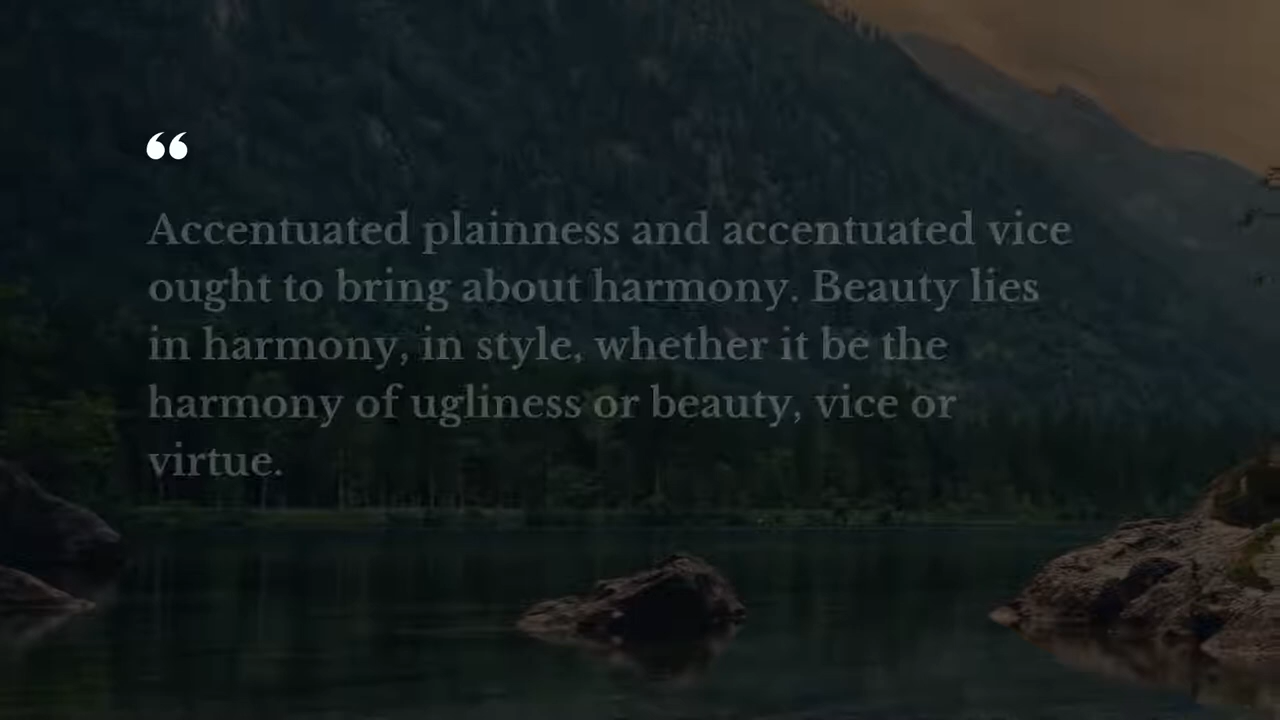 “
Accentuated plainness and accentuated vice
ought to bring about harmony. Beauty lies
in harmony, in style, whether it be the
harmony of ugliness or beauty, vice or
virtue.